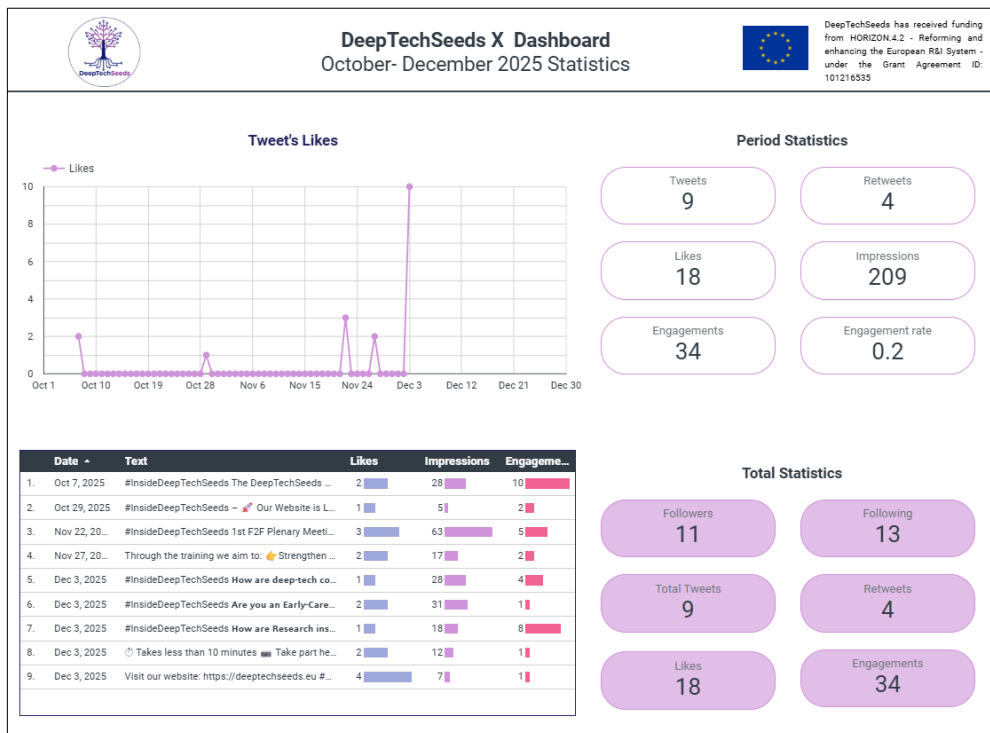 DeepTechSeeds
DeepTechSeeds X Dashboard
October- December 2025 Statistics
DeepTechSeeds has received funding
from HORIZON.4.2 - Reforming and
enhancing the European R&I System -
under the Grant Agreement ID:
101216535
Tweet's Likes
Likes
10
8
6
4
2
0
Oct 1 Oct 10 Oct 19 Oct 28 Nov 6 Nov 15 Nov 24 Dec 3 Dec 12 Dec 21 Dec 30
Period Statistics
Tweets Retweets
9 4
Likes Impressions
18 209
Engagements Engagement rate
34 0.2
Date Text Likes Impressions Engageme...
1. Oct 7, 2025 #InsideDeepTechSeeds The DeepTechSeeds ... 2 28 10
2. Oct 29, 2025 #InsideDeepTechSeeds – 🚀 Our Website is L... 1 5 2
3. Nov 22, 20... #InsideDeepTechSeeds 1st F2F Plenary Meeti... 3 63 5
4. Nov 27, 20... Through the training we aim to: 👉 Strengthen ... 2 17 2
5. Dec 3, 2025 #InsideDeepTechSeeds How are deep-tech co... 1 28 4
6. Dec 3, 2025 #InsideDeepTechSeeds Are you an Early-Care... 2 31 1
7. Dec 3, 2025 #InsideDeepTechSeeds How are Research ins... 1 18 8
8. Dec 3, 2025 ⏱ Takes less than 10 minutes 📷 Take part he... 2 12 1
9. Dec 3, 2025 Visit our website: https://deeptechseeds.eu #... 4 7 1
Total Statistics
Followers Following
11 13
Total Tweets Retweets
9 4
Likes Engagements
18 34